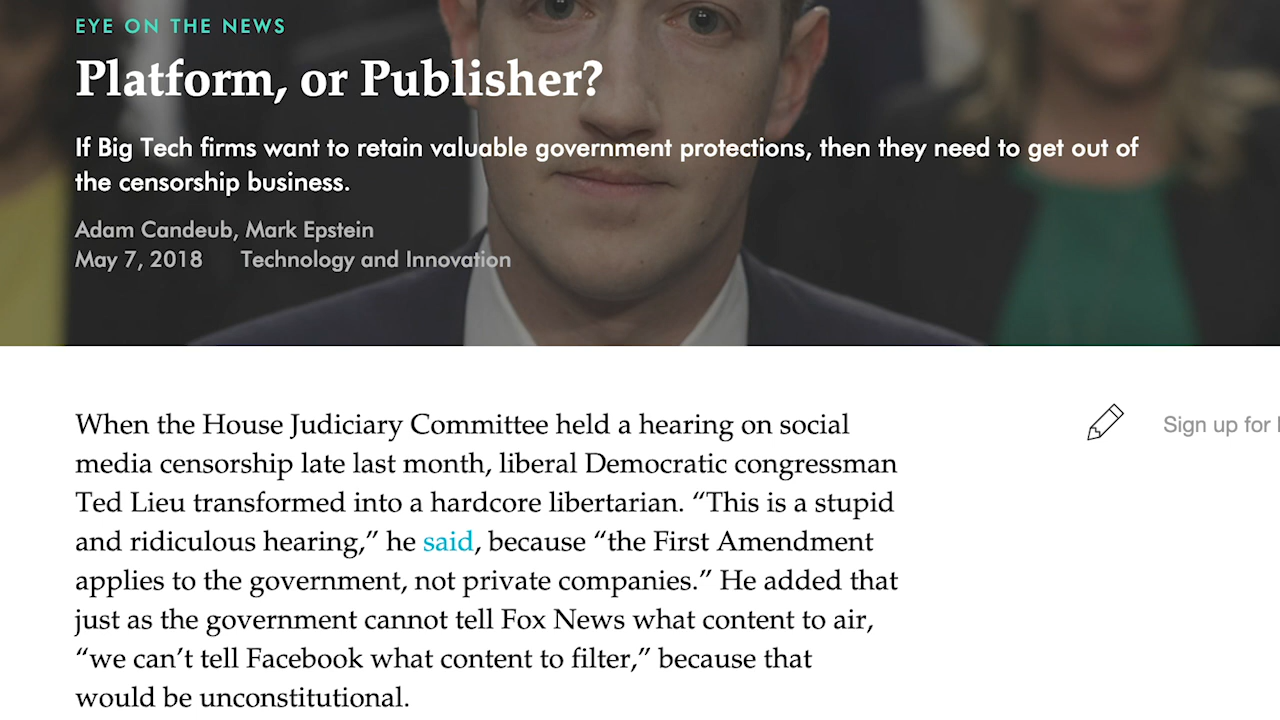 EYE ON THE NEWS
Platform, or Publisher?
If Big Tech firms want to retain valuable government protections, then they need to get out of
the censorship business.
Adam Candeub, Mark Epstein
May 7, 2018 Technology and Innovation
When the House Judiciary Committee held a hearing on social
media censorship late last month, liberal Democratic congressman
Ted Lieu transformed into a hardcore libertarian. “This is a stupid
and ridiculous hearing,” he said, because “the First Amendment
applies to the government, not private companies.” He added that
just as the government cannot tell Fox News what content to air,
“we can’t tell Facebook what content to filter,” because that
would be unconstitutional.
Sign up for